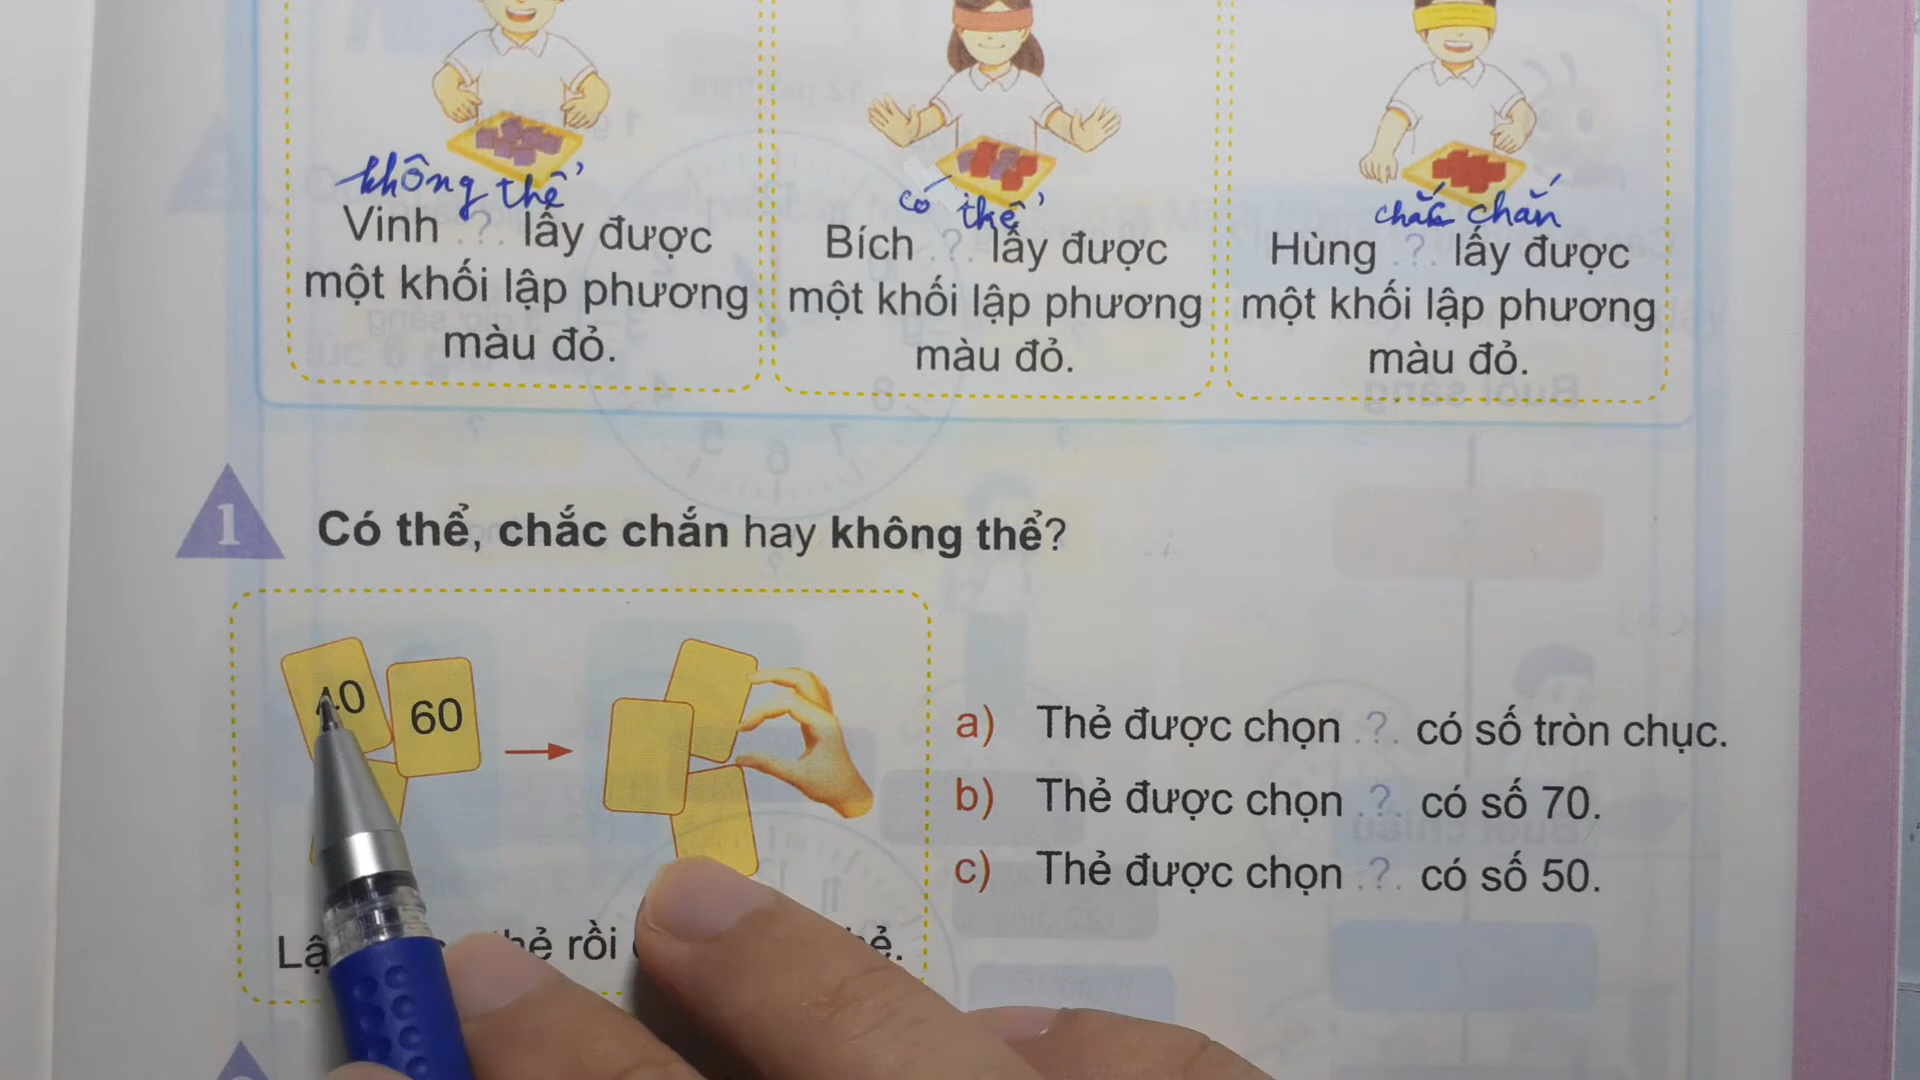 không thể
có thể
chắc chắn
Vinh .?. lấy được
một khối lập phương
màu đỏ.
Bích .?. lấy được
một khối lập phương
màu đỏ.
Hùng .?. lấy được
một khối lập phương
màu đỏ.
1 Có thể, chắc chắn hay không thể?
40
60
a) Thẻ được chọn .?. có số tròn chục.
b) Thẻ được chọn .?. có số 70.
c) Thẻ được chọn .?. có số 50.
rồi